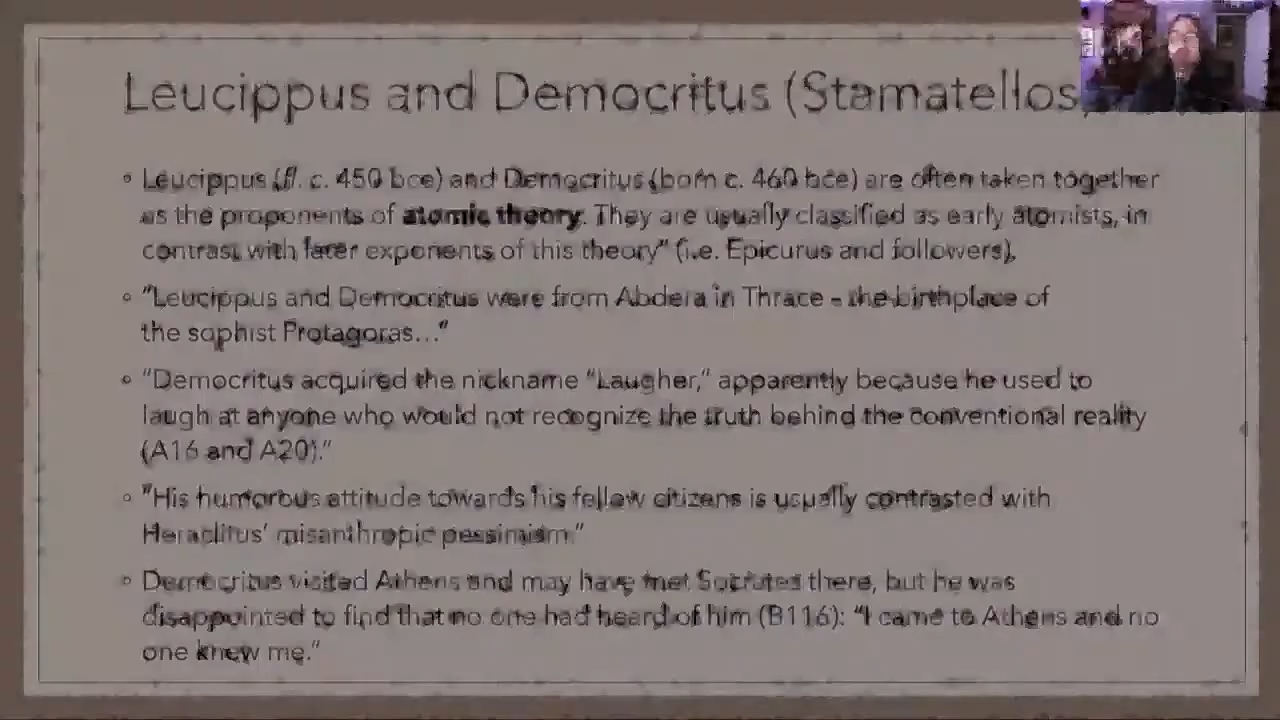 Leucippus and Democritus (Stamatellos,
◦ Leucippus (fl. c. 450 bce) and Democritus (born c. 460 bce) are often taken together
as the proponents of atomic theory. They are usually classified as early atomists, in
contrast with later exponents of this theory" (i.e. Epicurus and followers).
◦ "Leucippus and Democritus were from Abdera in Thrace – the birthplace of
the sophist Protagoras…"
◦ "Democritus acquired the nickname "Laugher," apparently because he used to
laugh at anyone who would not recognize the truth behind the conventional reality
(A16 and A20)."
◦ "His humorous attitude towards his fellow citizens is usually contrasted with
Heraclitus' misanthropic pessimism."
◦ Democritus visited Athens and may have met Socrates there, but he was
disappointed to find that no one had heard of him (B116): "I came to Athens and no
one knew me."